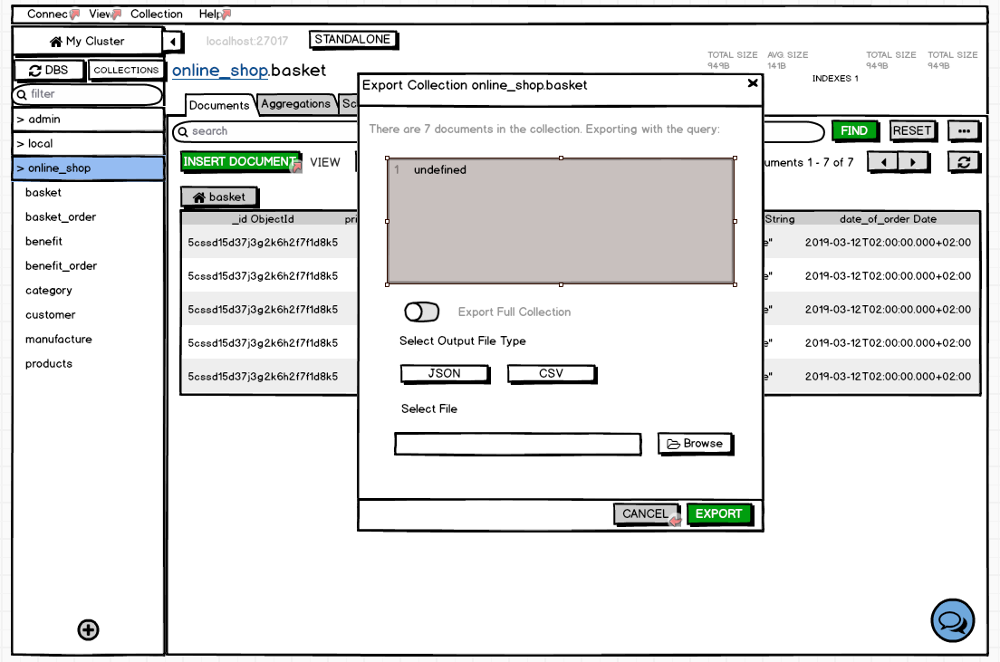 Connec View Collection Help
My Cluster
localhost:27017 STANDALONE
DBS COLLECTIONS
online_shop.basket
TOTAL SIZE AVG. SIZE TOTAL SIZE TOTAL SIZE
949B 141B 949B 949B
INDEXES 1
filter
> admin
> local
> online_shop
basket
basket_order
benefit
benefit_order
category
customer
manufacture
products
Documents Aggregations Sc
search FIND RESET ...
INSERT DOCUMENT VIEW uments 1 - 7 of 7
basket
_id ObjectId pri String date_of_order Date
5cssd15d37j3g2k6h2f7f1d8k5 e" 2019-03-12T02:00:00.000+02:00
5cssd15d37j3g2k6h2f7f1d8k5 e" 2019-03-12T02:00:00.000+02:00
5cssd15d37j3g2k6h2f7f1d8k5 e" 2019-03-12T02:00:00.000+02:00
5cssd15d37j3g2k6h2f7f1d8k5 e" 2019-03-12T02:00:00.000+02:00
5cssd15d37j3g2k6h2f7f1d8k5 e" 2019-03-12T02:00:00.000+02:00
Export Collection online_shop.basket
There are 7 documents in the collection. Exporting with the query:
1 undefined
Export Full Collection
Select Output File Type
JSON CSV
Select File
Browse
CANCEL EXPORT